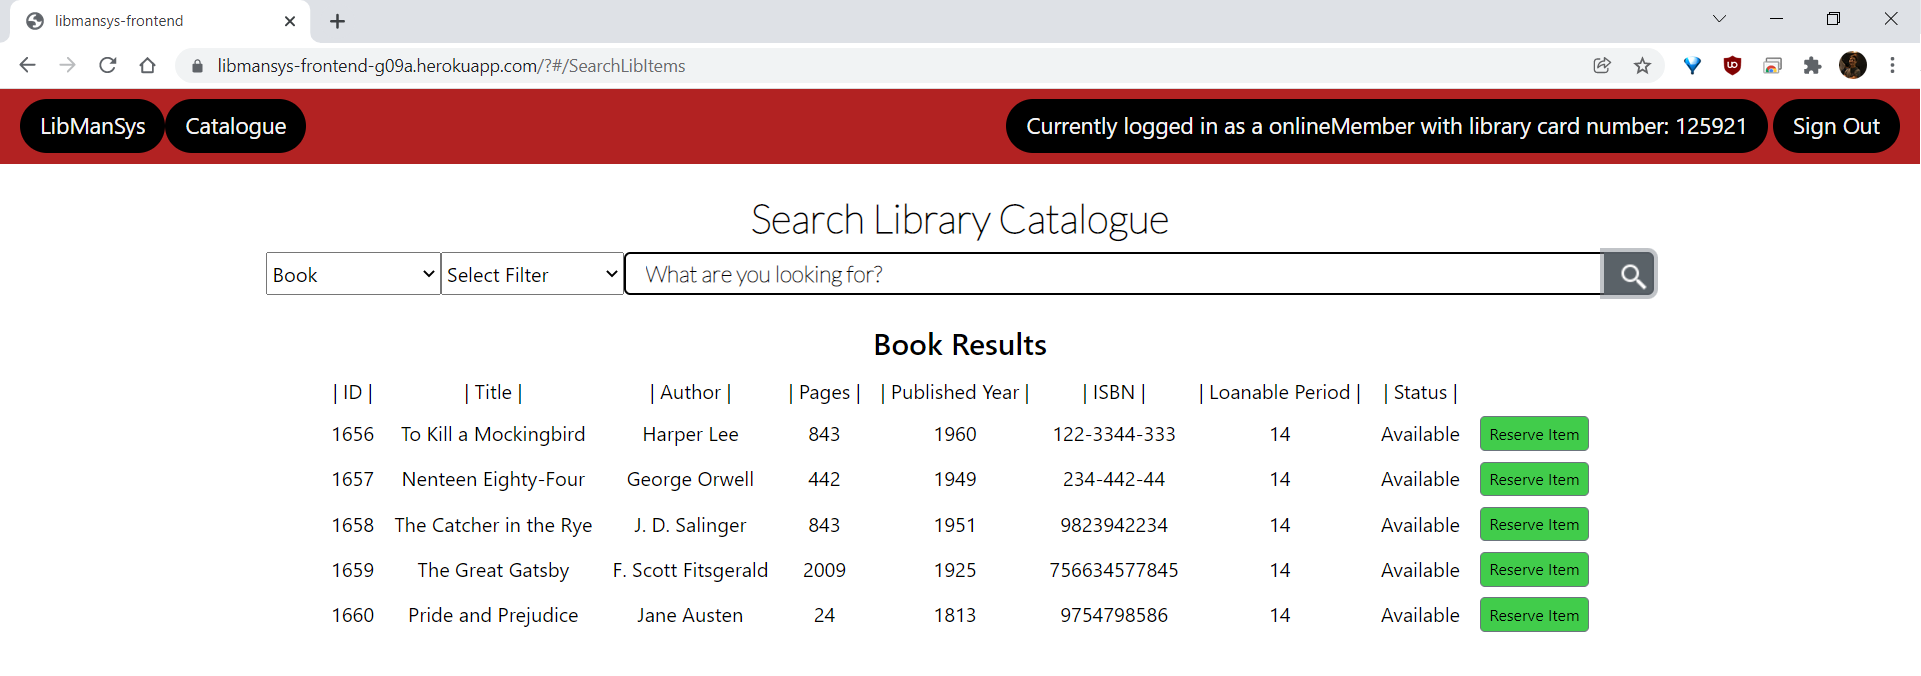 libmansys-frontend
libmansys-frontend-g09a.herokuapp.com/?#/SearchLibItems
LibManSys Catalogue Currently logged in as a onlineMember with library card number: 125921 Sign Out
Search Library Catalogue
Book Select Filter What are you looking for?
Book Results
| ID | | Title | | Author | | Pages | | Published Year | | ISBN | | Loanable Period | | Status |
1656 To Kill a Mockingbird Harper Lee 843 1960 122-3344-333 14 Available Reserve Item
1657 Nenteen Eighty-Four George Orwell 442 1949 234-442-44 14 Available Reserve Item
1658 The Catcher in the Rye J. D. Salinger 843 1951 9823942234 14 Available Reserve Item
1659 The Great Gatsby F. Scott Fitsgerald 2009 1925 756634577845 14 Available Reserve Item
1660 Pride and Prejudice Jane Austen 24 1813 9754798586 14 Available Reserve Item